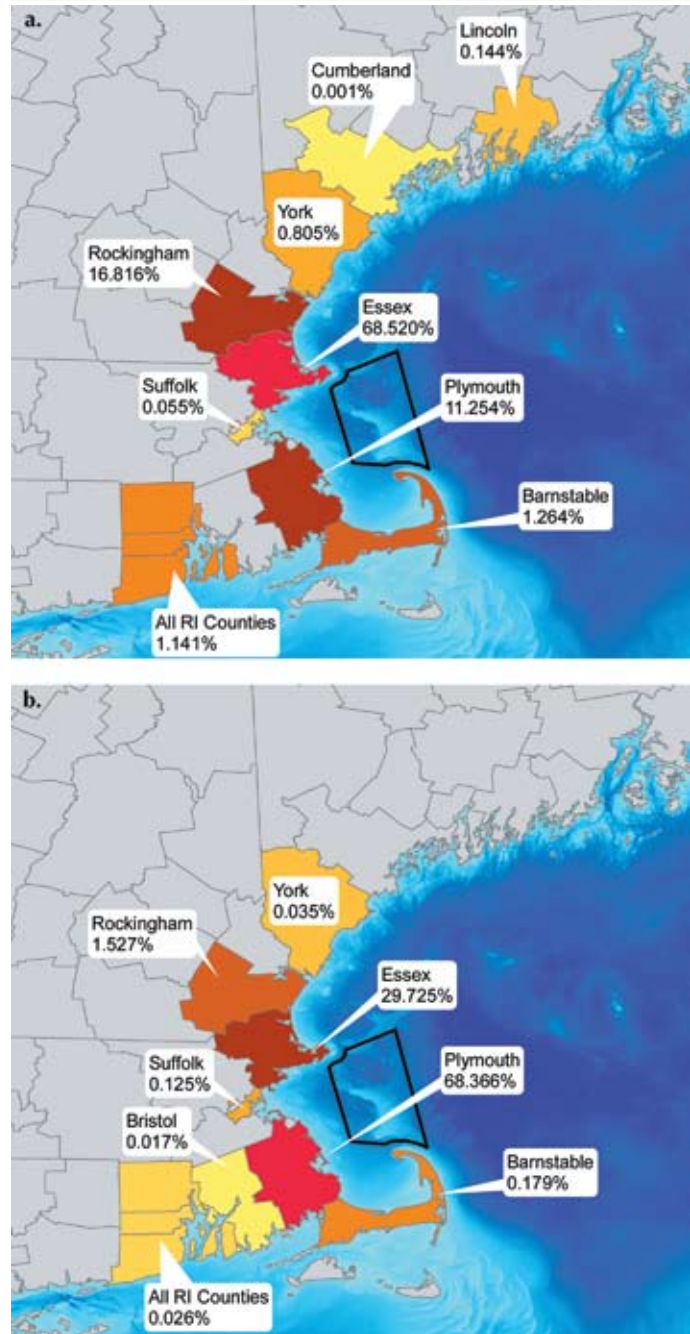 a.
Lincoln
0.144%
Cumberland
0.001%
York
0.805%
Rockingham
16.816%
Essex
68.520%
Suffolk
0.055%
Plymouth
11.254%
Barnstable
1.264%
All RI Counties
1.141%
b.
York
0.035%
Rockingham
1.527%
Essex
29.725%
Suffolk
0.125%
Plymouth
68.366%
Bristol
0.017%
Barnstable
0.179%
All RI Counties
0.026%